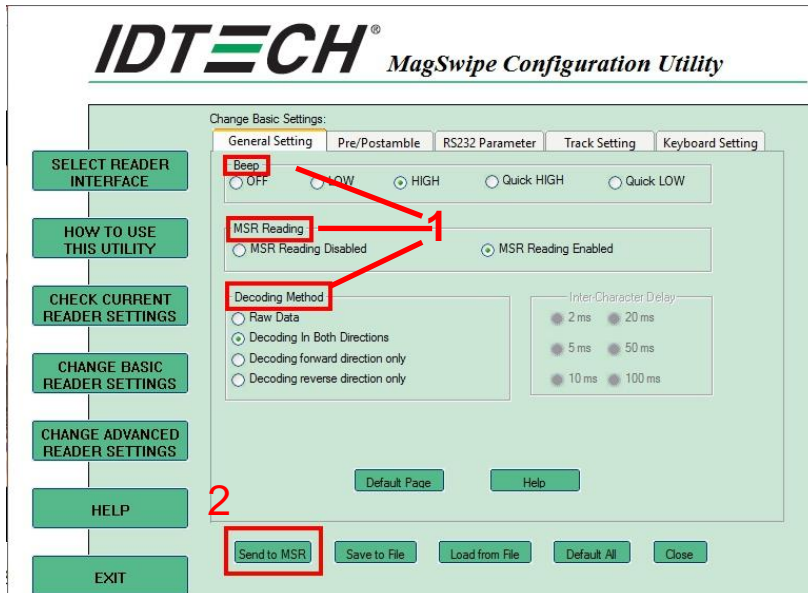 IDTECH®
MagSwipe Configuration Utility
Change Basic Settings:
General Setting Pre/Postamble RS232 Parameter Track Setting Keyboard Setting
SELECT READER
INTERFACE
HOW TO USE
THIS UTILITY
CHECK CURRENT
READER SETTINGS
CHANGE BASIC
READER SETTINGS
CHANGE ADVANCED
READER SETTINGS
HELP
EXIT
Beep
OFF LOW HIGH Quick HIGH Quick LOW
1
MSR Reading
MSR Reading Disabled MSR Reading Enabled
Decoding Method
Raw Data
Decoding In Both Directions
Decoding forward direction only
Decoding reverse direction only
Inter-Character Delay
2 ms 20 ms
5 ms 50 ms
10 ms 100 ms
Default Page Help
2
Send to MSR Save to File Load from File Default All Close